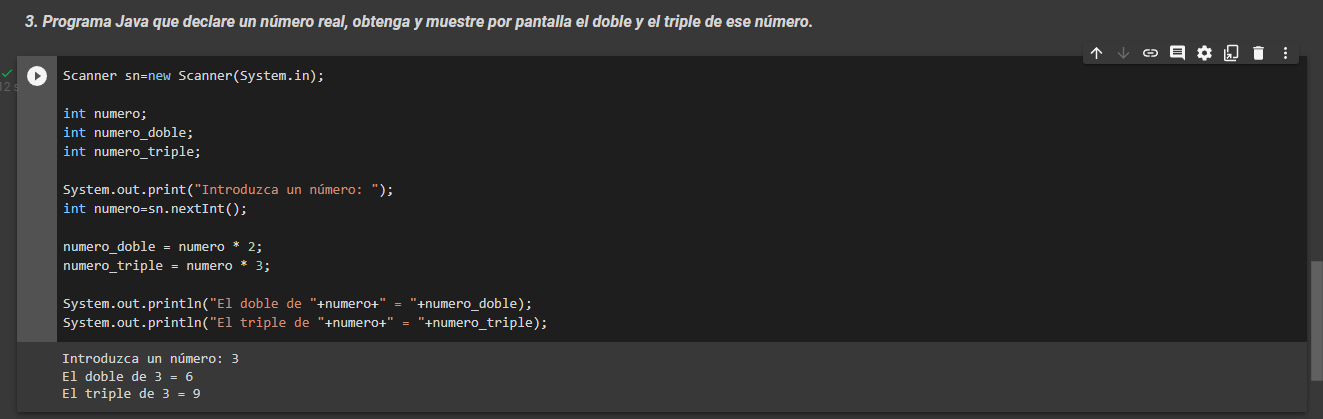 3. Programa Java que declare un número real, obtenga y muestre por pantalla el doble y el triple de ese número.
Scanner sn=new Scanner(System.in);
int numero;
int numero_doble;
int numero_triple;
System.out.print("Introduzca un número: ");
int numero=sn.nextInt();
numero_doble = numero * 2;
numero_triple = numero * 3;
System.out.println("El doble de "+numero+" = "+numero_doble);
System.out.println("El triple de "+numero+" = "+numero_triple);
Introduzca un número: 3
El doble de 3 = 6
El triple de 3 = 9